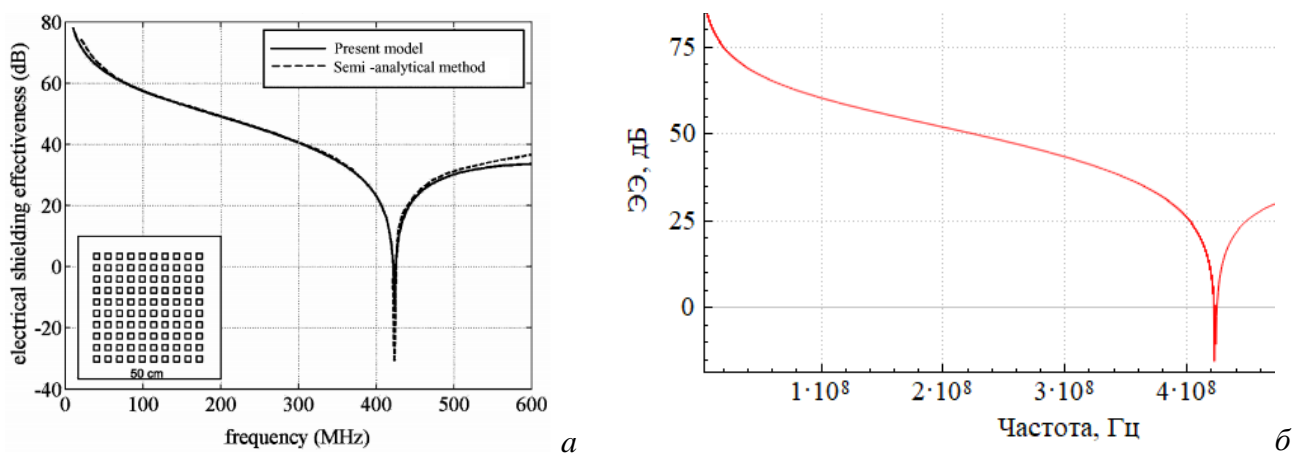 electrical shielding effectiveness (dB)
80
60
40
20
0
-20
-40
Present model
Semi -analytical method
50 cm
0 100 200 300 400 500 600
frequency (MHz)
а
ЭЭ, дБ
75
50
25
0
1·10⁸ 2·10⁸ 3·10⁸ 4·10⁸
Частота, Гц
б